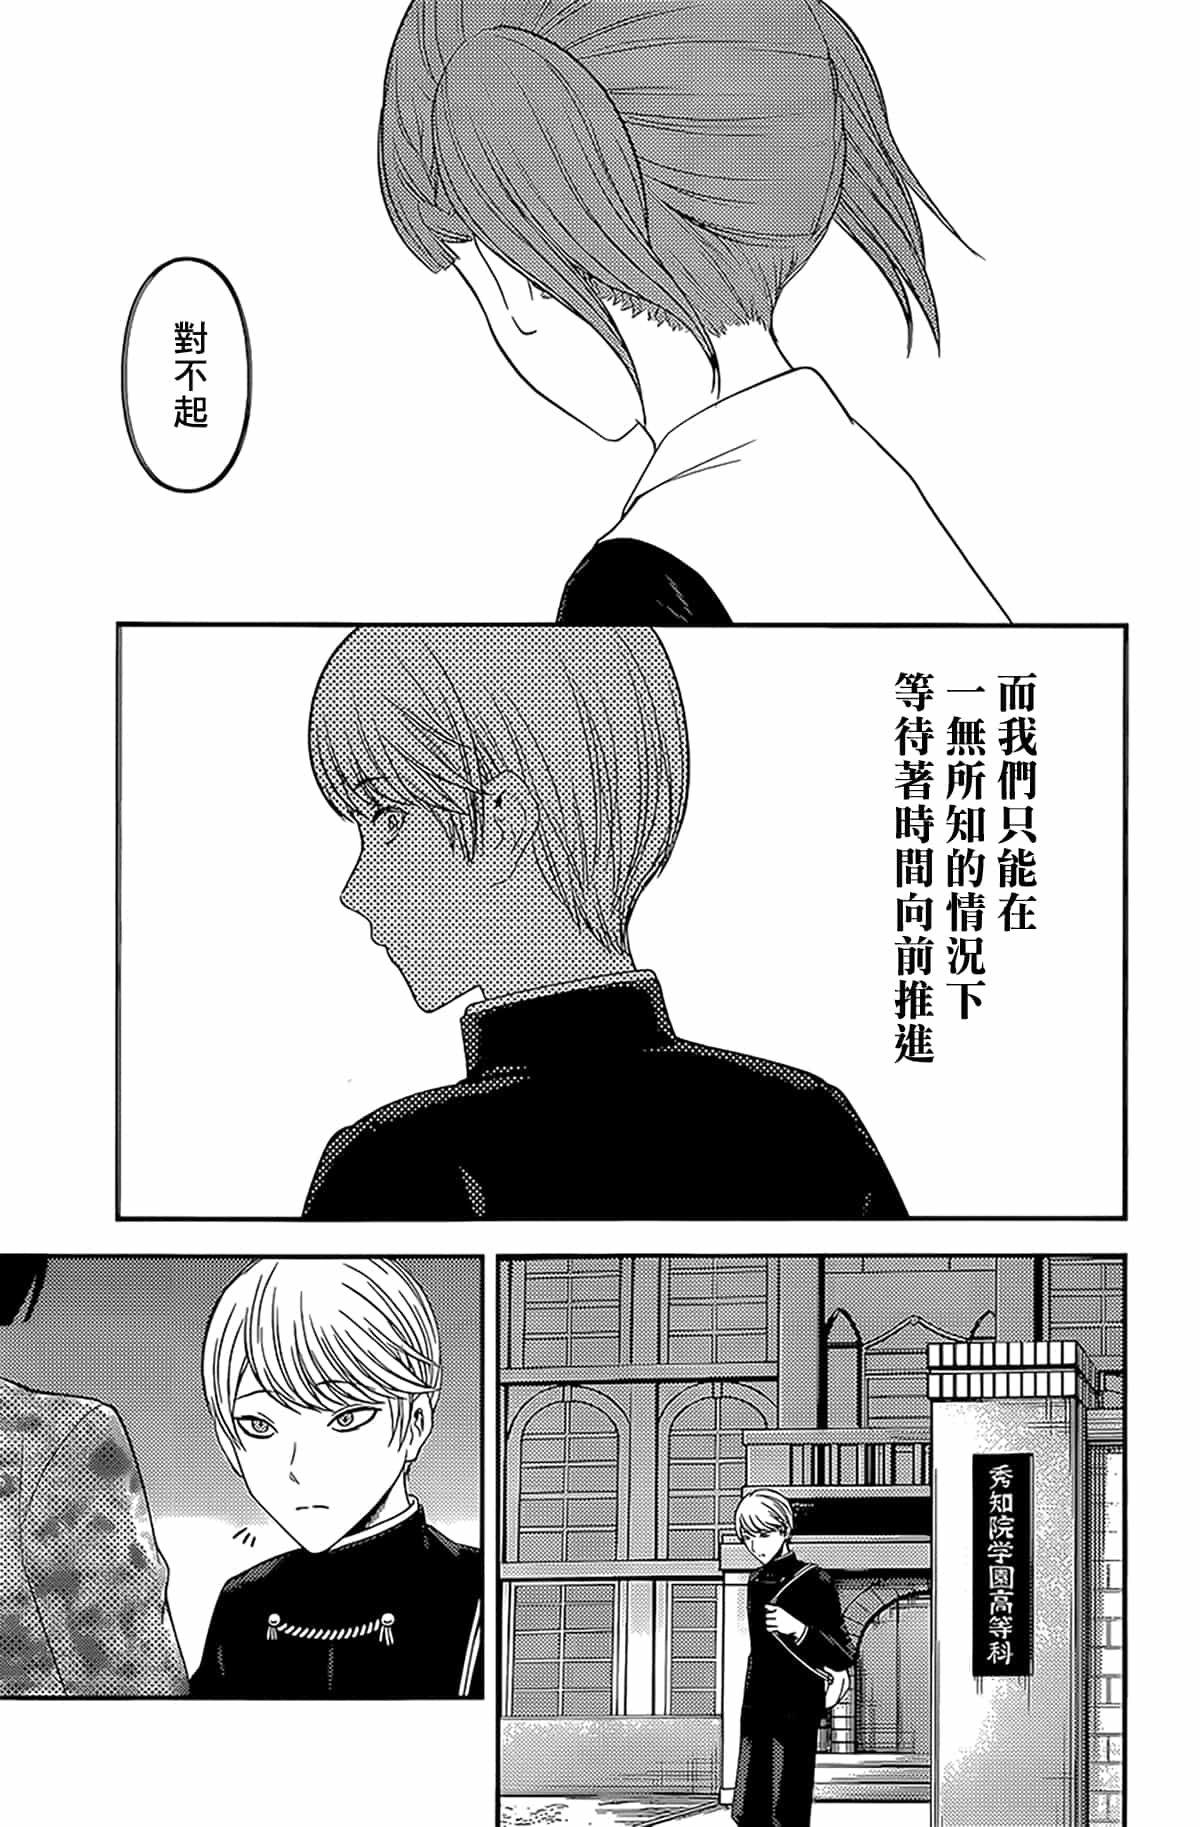 對不起
而我們只能在
一無所知的情況下
等待著時間向前推進
秀知院学園高等科